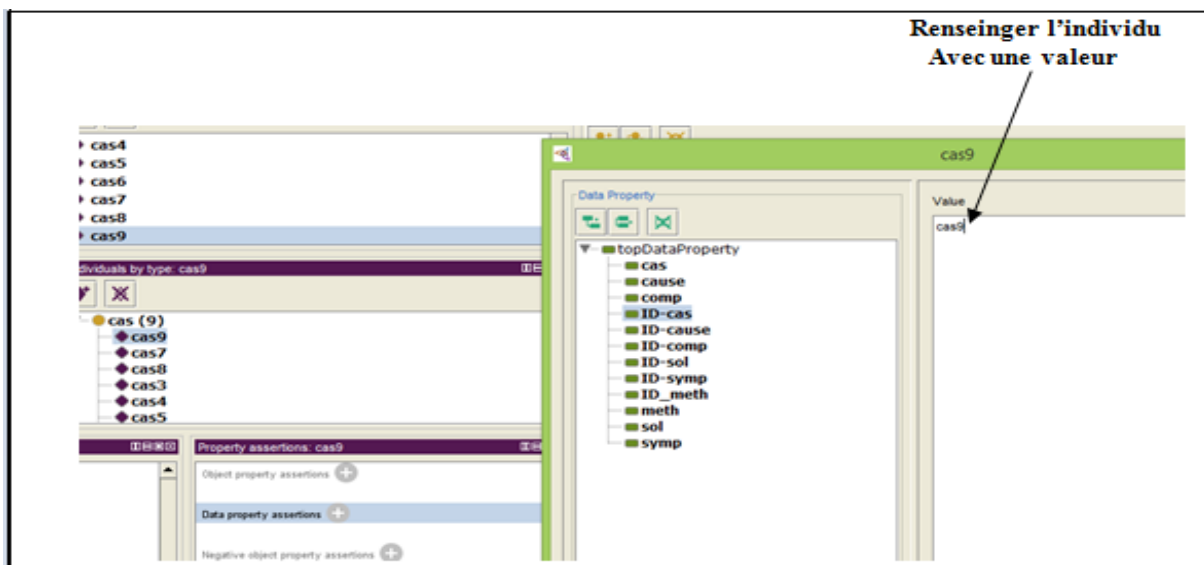 Renseinger l'individu
Avec une valeur
cas4
cas5
cas6
cas7
cas8
cas9
cas9
Data Property
Value
cas9
topDataProperty
cas
cause
comp
ID-cas
ID-cause
ID-comp
ID-sol
ID-symp
ID_meth
meth
sol
symp
dividuals by type: cas9
cas (9)
cas9
cas7
cas8
cas3
cas4
cas5
Property assertions: cas9
Object property assertions
Data property assertions
Negative object property assertions